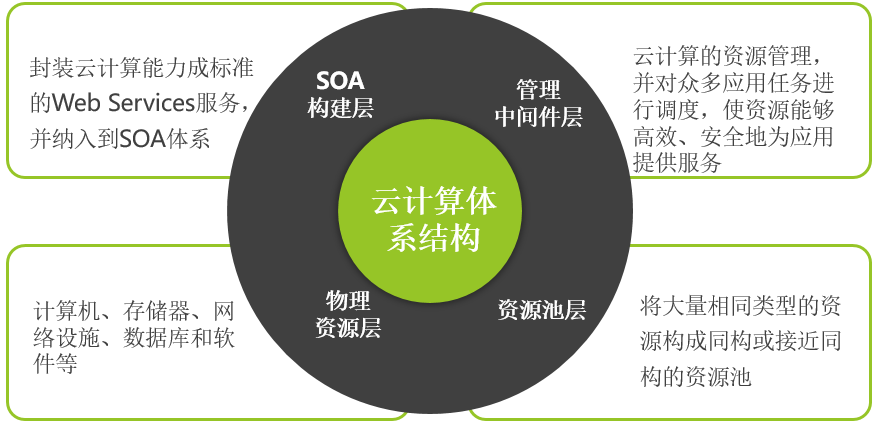 封装云计算能力成标准
的Web Services服务，
并纳入到SOA体系
SOA
构建层
管理
中间件层
云计算的资源管理，
并对众多应用任务进
行调度，使资源能够
高效、安全地为应用
提供服务
云计算体
系结构
计算机、存储器、网
络设施、数据库和软
件等
物理
资源层
资源池层
将大量相同类型的资
源构成同构或接近同
构的资源池